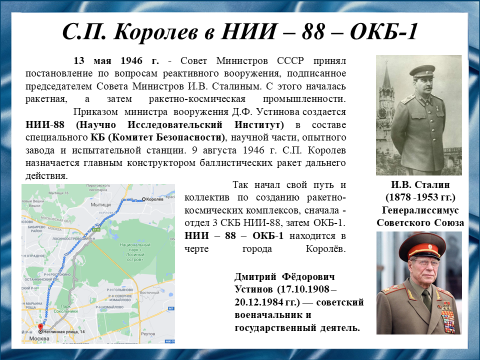 С.П. Королев в НИИ – 88 – ОКБ-1
13 мая 1946 г. - Совет Министров СССР принял
постановление по вопросам реактивного вооружения, подписанное
председателем Совета Министров И.В. Сталиным. С этого началась
ракетная, а затем ракетно-космическая промышленности.
Приказом министра вооружения Д.Ф. Устинова создается
НИИ-88 (Научно Исследовательский Институт) в составе
специального КБ (Комитет Безопасности), научной части, опытного
завода и испытательной станции. 9 августа 1946 г. С.П. Королев
назначается главным конструктором баллистических ракет дальнего
действия.
Так начал свой путь и
коллектив по созданию ракетно-
космических комплексов, сначала -
отдел 3 СКБ НИИ-88, затем ОКБ-1.
НИИ – 88 – ОКБ-1 находится в
черте города Королёв.
И.В. Сталин
(1878 -1953 гг.)
Генералиссимус
Советского Союза
Дмитрий Фёдорович
Устинов (17.10.1908 –
20.12.1984 гг.) — советский
военачальник и
государственный деятель.
Королев
Мытищи
Москва
Реутов